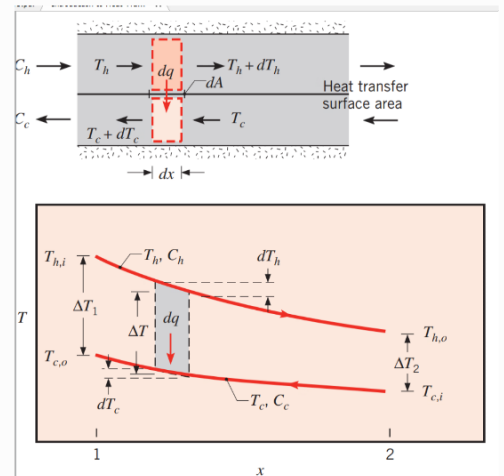 C_h T_h dq T_h + dT_h
dA
Heat transfer
surface area
C_c T_c + dT_c T_c
dx
T_h,i T_h, C_h dT_h
T ΔT_1 ΔT dq T_h,o
ΔT_2
T_c,o T_c,i
dT_c T_c, C_c
1 2
x